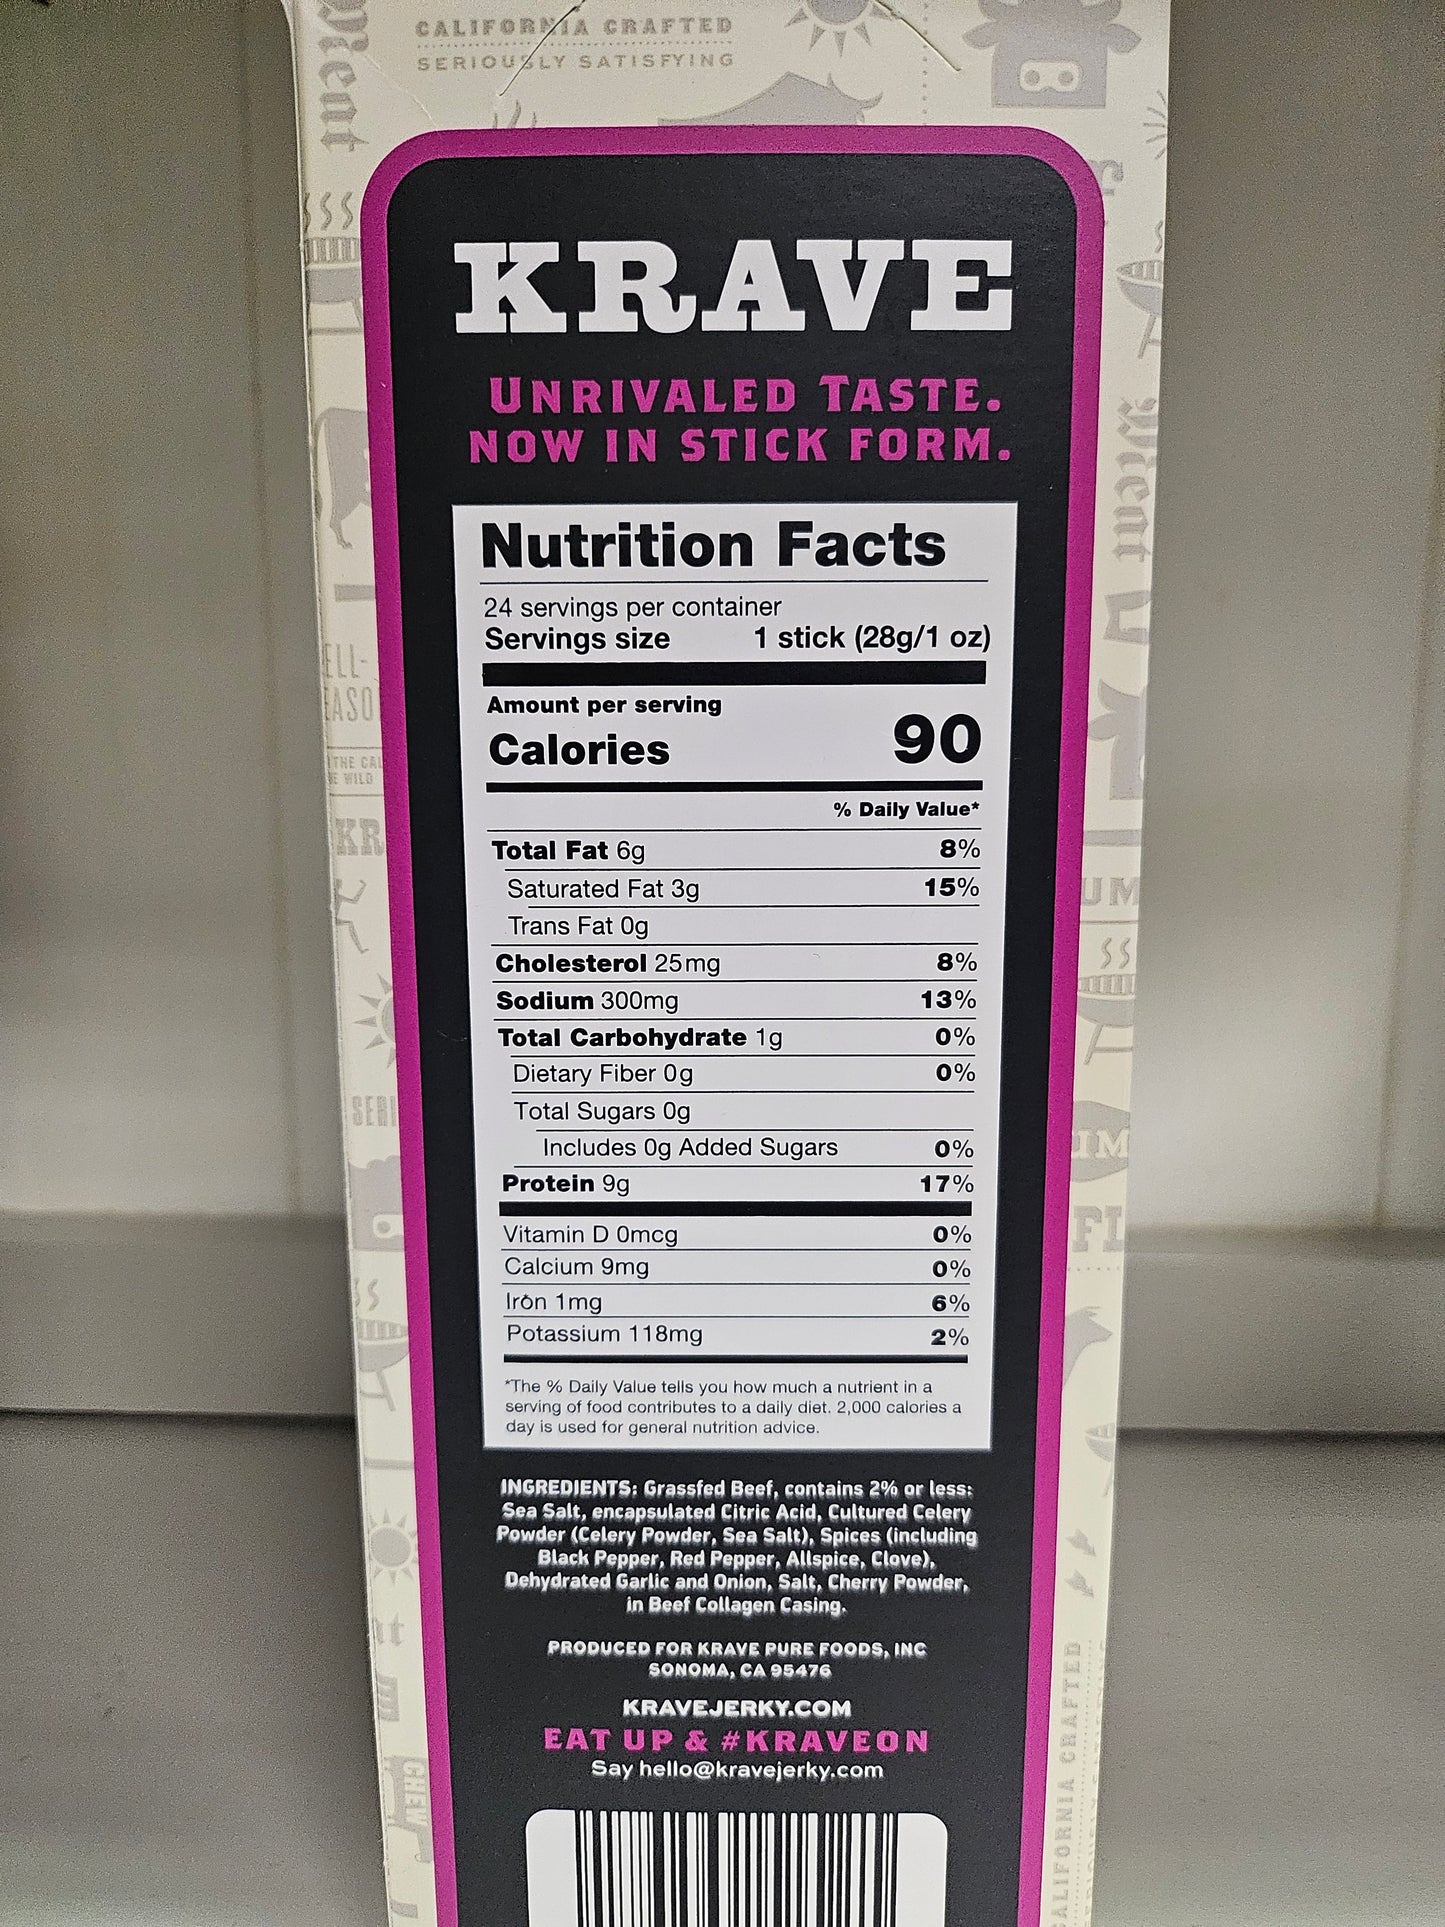 CALIFORNIA CRAFTED
SERIOUSLY SATISFYING
Meat
KRAVE
UNRIVALED TASTE.
NOW IN STICK FORM.
Nutrition Facts
24 servings per container
Servings size 1 stick (28g/1 oz)
Amount per serving
Calories 90
% Daily Value*
Total Fat 6g 8%
Saturated Fat 3g 15%
Trans Fat 0g
Cholesterol 25mg 8%
Sodium 300mg 13%
Total Carbohydrate 1g 0%
Dietary Fiber 0g 0%
Total Sugars 0g
Includes 0g Added Sugars 0%
Protein 9g 17%
Vitamin D 0mcg 0%
Calcium 9mg 0%
Iron 1mg 6%
Potassium 118mg 2%
*The % Daily Value tells you how much a nutrient in a
serving of food contributes to a daily diet. 2,000 calories a
day is used for general nutrition advice.
INGREDIENTS: Grassfed Beef, contains 2% or less:
Sea Salt, encapsulated Citric Acid, Cultured Celery
Powder (Celery Powder, Sea Salt), Spices (including
Black Pepper, Red Pepper, Allspice, Clove),
Dehydrated Garlic and Onion, Salt, Cherry Powder,
in Beef Collagen Casing.
PRODUCED FOR KRAVE PURE FOODS, INC
SONOMA, CA 95476
KRAVEJERKY.COM
EAT UP & #KRAVEON
Say hello@kravejerky.com
Meat
CALIFORNIA CRAFTED